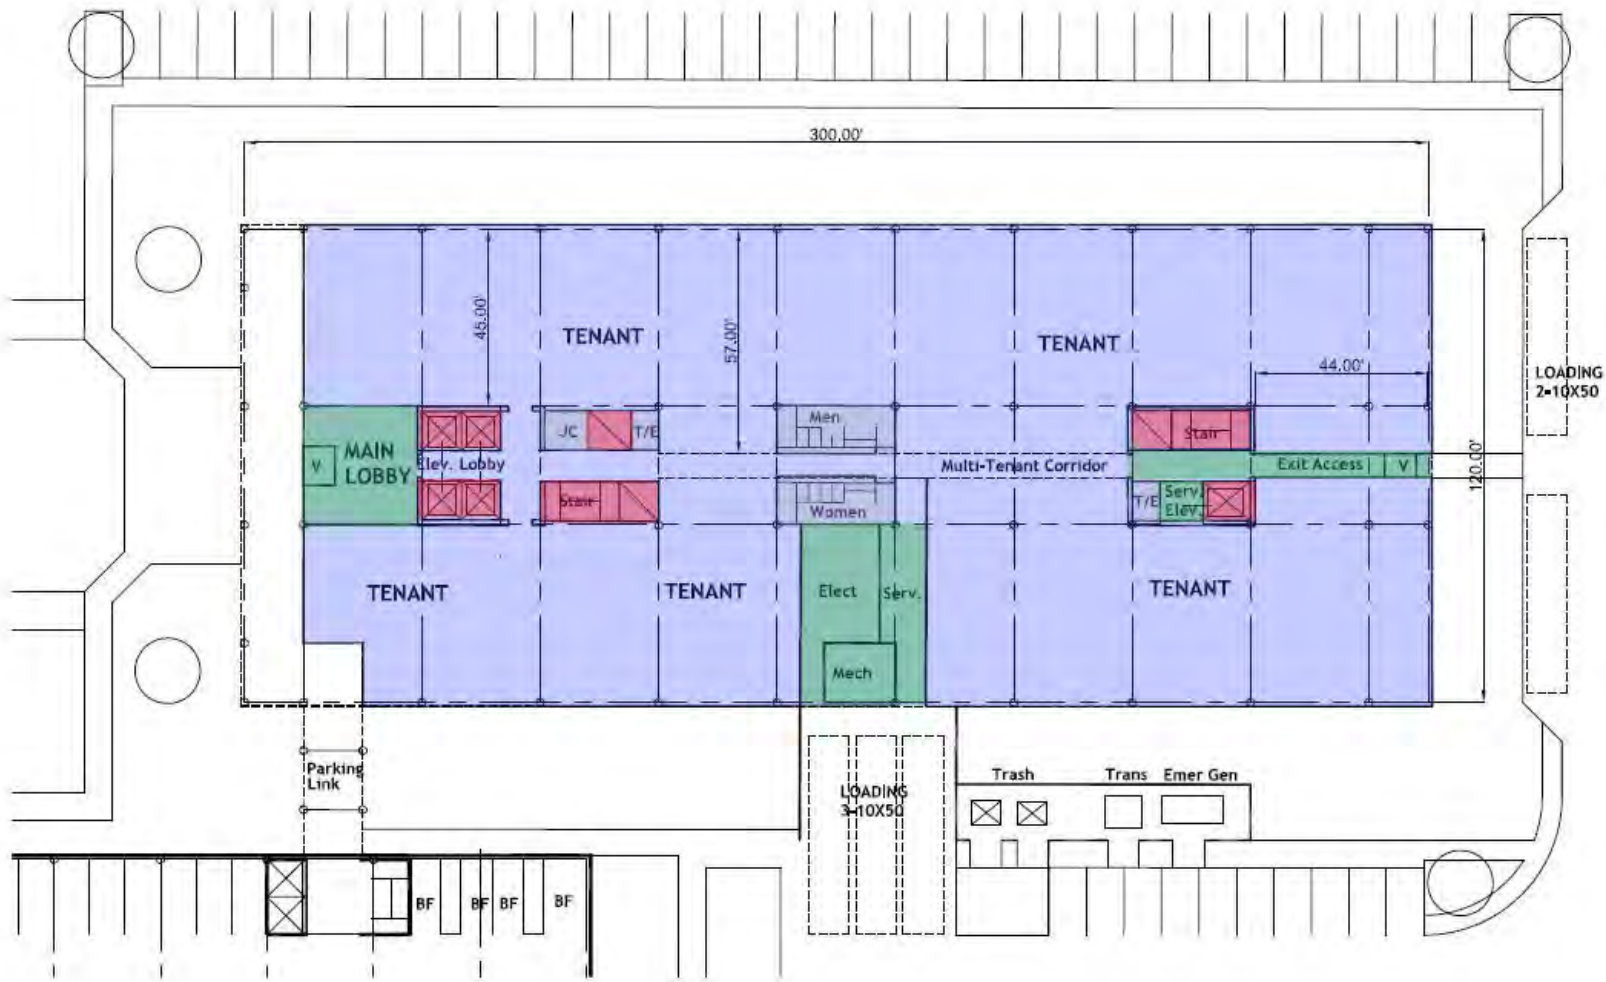 300.00'
45.00'
TENANT
57.00'
TENANT
44.00'
LOADING
2-10X50
Men
JC
T/E
Stair
MAIN
LOBBY
V
Elev. Lobby
Multi-Tenant Corridor
Exit Access
V
120.00'
Stair
Women
T/E
Serv.
Elev.
TENANT
TENANT
Elect
Serv.
TENANT
Mech
Parking
Link
LOADING
3-10X50
Trash
Trans
Emer Gen
BF
BF
BF
BF